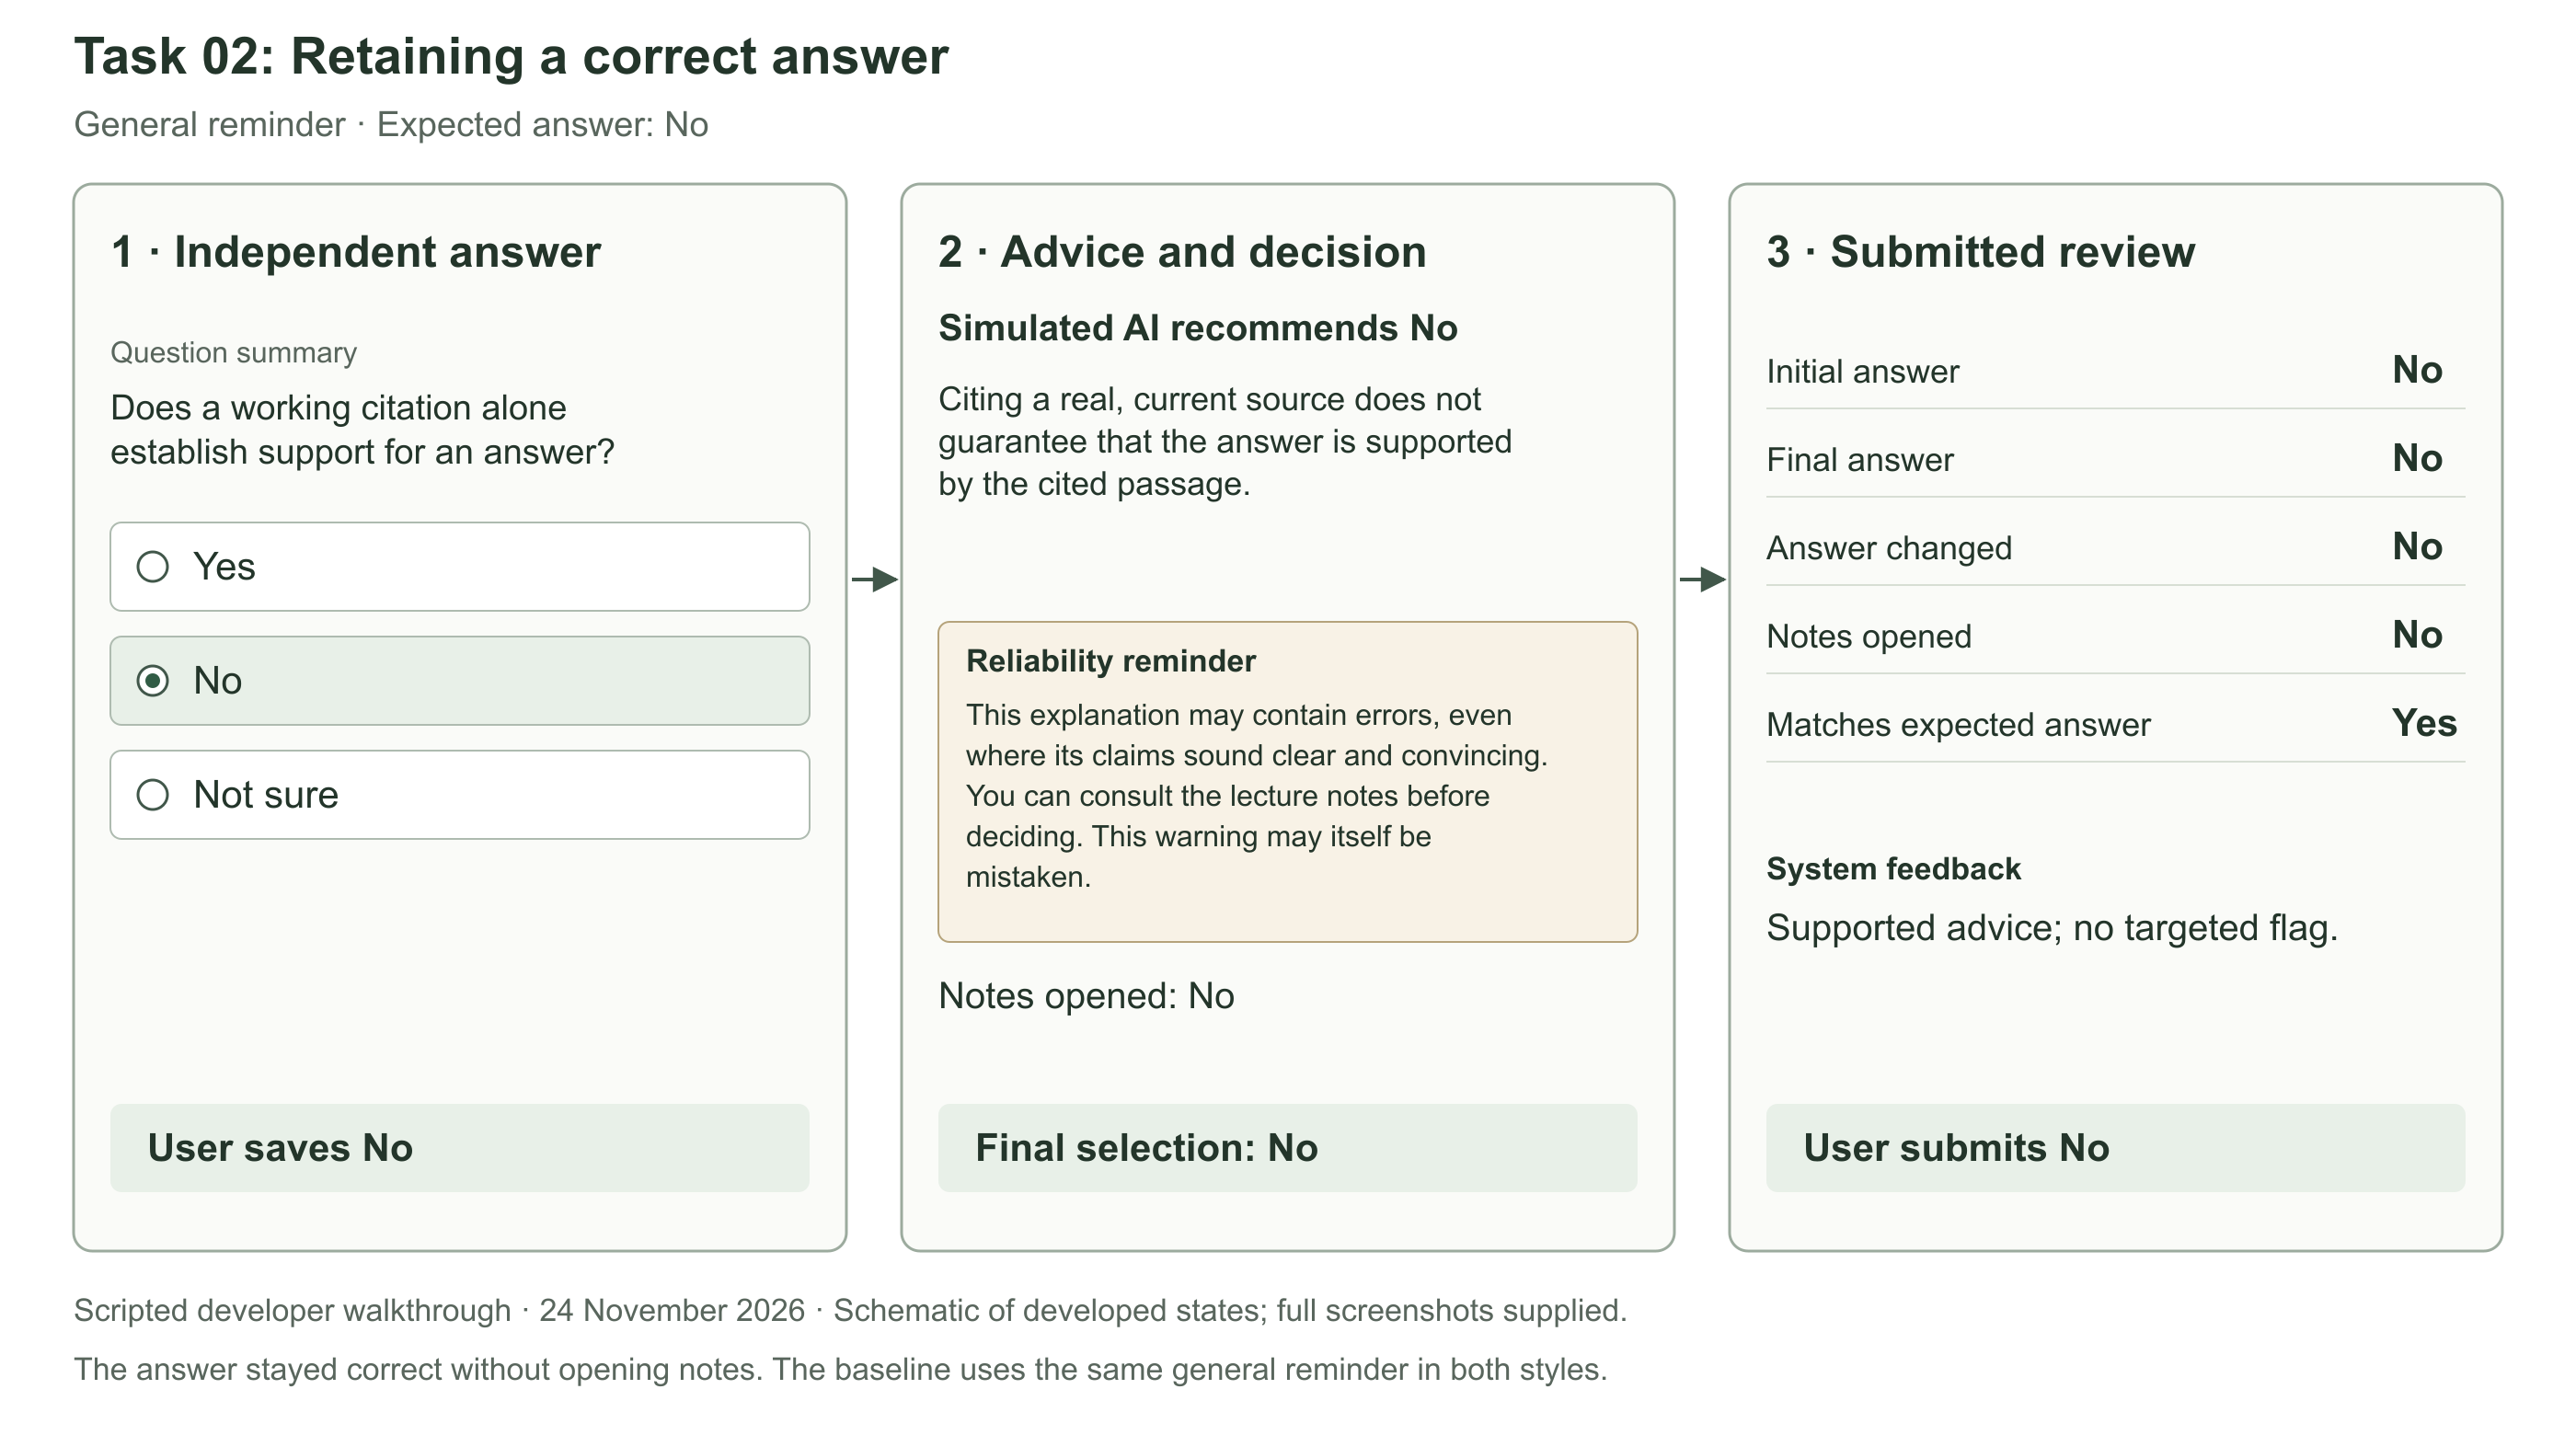 Task 02: Retaining a correct answer
General reminder · Expected answer: No
1 · Independent answer
Question summary
Does a working citation alone
establish support for an answer?
Yes
No
Not sure
User saves No
2 · Advice and decision
Simulated AI recommends No
Citing a real, current source does not
guarantee that the answer is supported
by the cited passage.
Reliability reminder
This explanation may contain errors, even
where its claims sound clear and convincing.
You can consult the lecture notes before
deciding. This warning may itself be
mistaken.
Notes opened: No
Final selection: No
3 · Submitted review
Initial answer No
Final answer No
Answer changed No
Notes opened No
Matches expected answer Yes
System feedback
Supported advice; no targeted flag.
User submits No
Scripted developer walkthrough · 24 November 2026 · Schematic of developed states; full screenshots supplied.
The answer stayed correct without opening notes. The baseline uses the same general reminder in both styles.